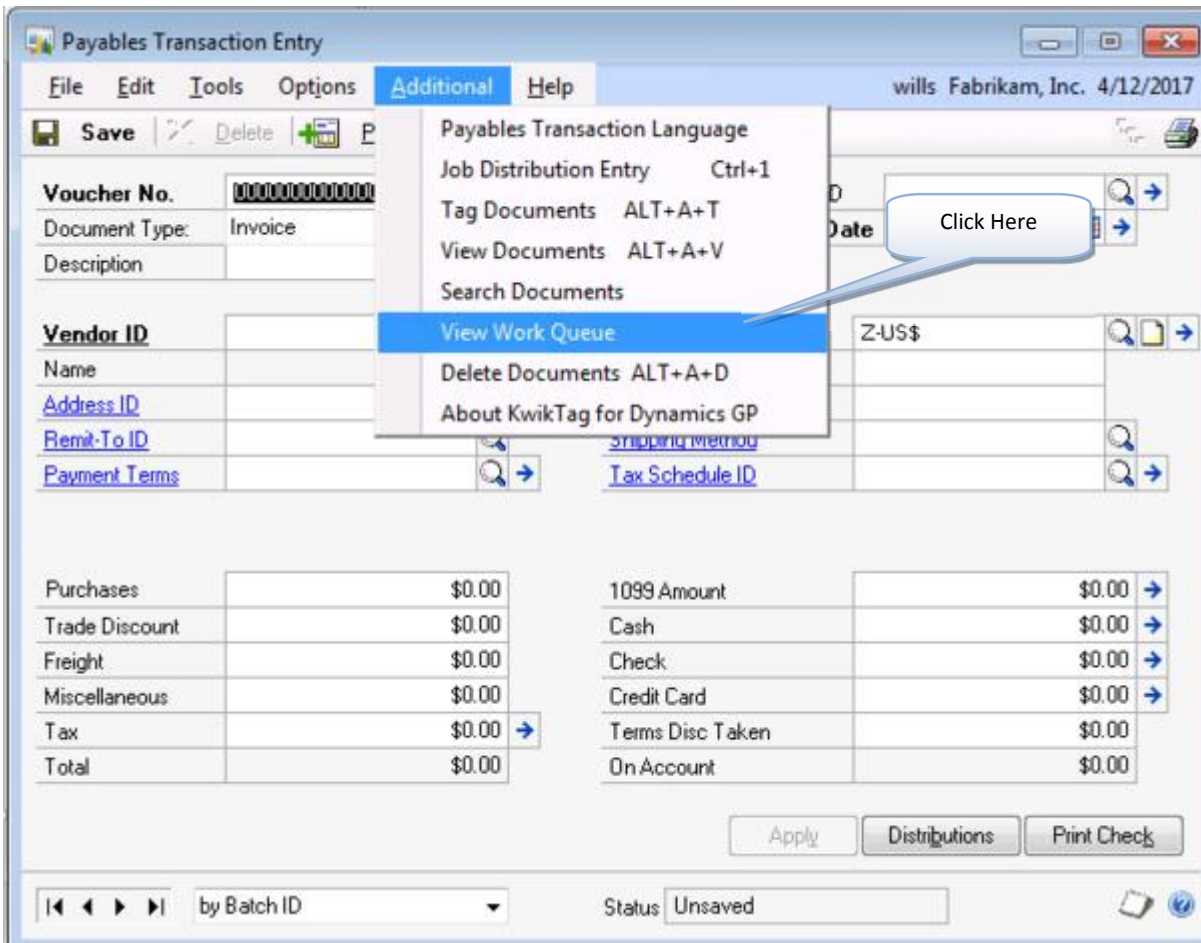 Payables Transaction Entry
File Edit Tools Options Additional Help wills Fabrikam, Inc. 4/12/2017
Save Delete P
Payables Transaction Language
Job Distribution Entry Ctrl+1
Tag Documents ALT+A+T
View Documents ALT+A+V
Search Documents
View Work Queue
Delete Documents ALT+A+D
About KwikTag for Dynamics GP
Click Here
Voucher No. D
Document Type: Invoice Date
Description
Vendor ID Z-US$
Name
Address ID
Remit-To ID Shipping Method
Payment Terms Tax Schedule ID
Purchases $0.00 1099 Amount $0.00
Trade Discount $0.00 Cash $0.00
Freight $0.00 Check $0.00
Miscellaneous $0.00 Credit Card $0.00
Tax $0.00 Terms Disc Taken $0.00
Total $0.00 On Account $0.00
Apply Distributions Print Check
by Batch ID Status Unsaved